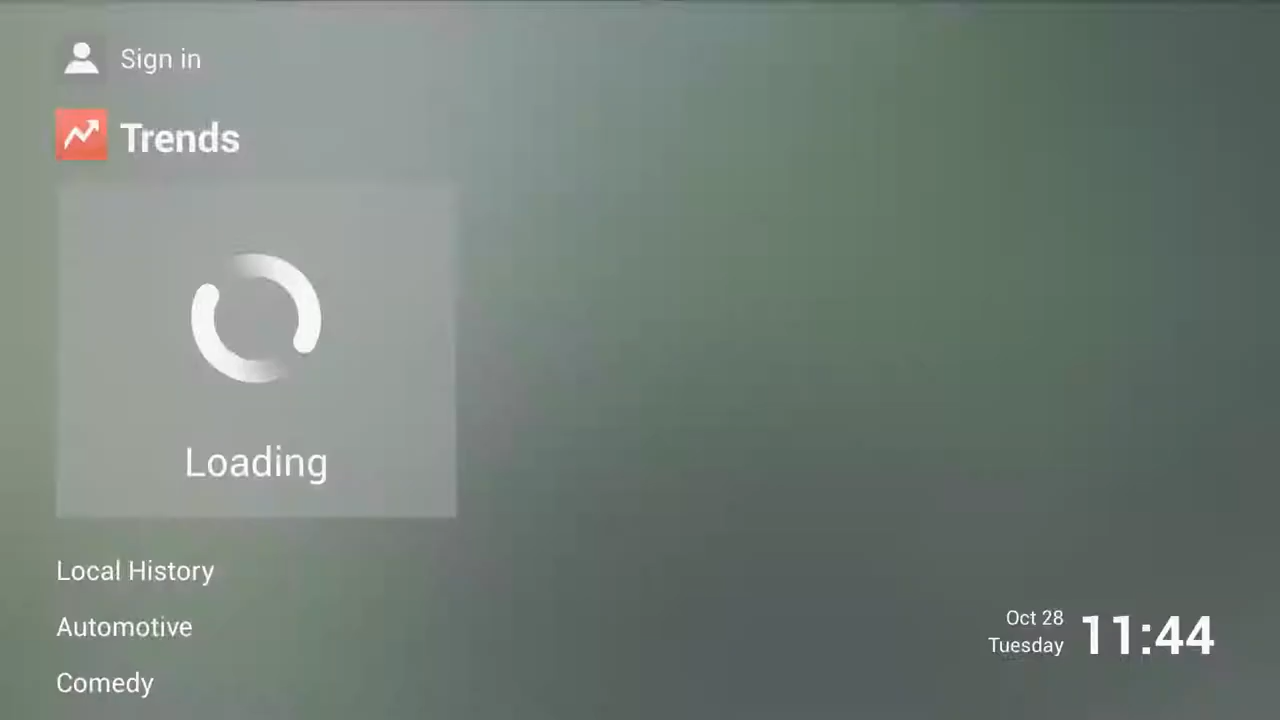 Sign in
Trends
Loading
Local History
Automotive
Comedy
Oct 28
Tuesday
11:44